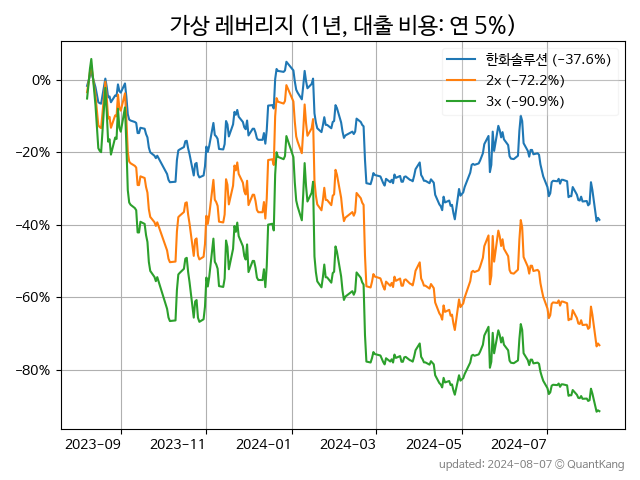 가상 레버리지 (1년, 대출 비용: 연 5%)
한화솔루션 (−37.6%)
2x (−72.2%)
3x (−90.9%)
0%
−20%
−40%
−60%
−80%
2023-09 2023-11 2024-01 2024-03 2024-05 2024-07
updated: 2024-08-07 © QuantKang